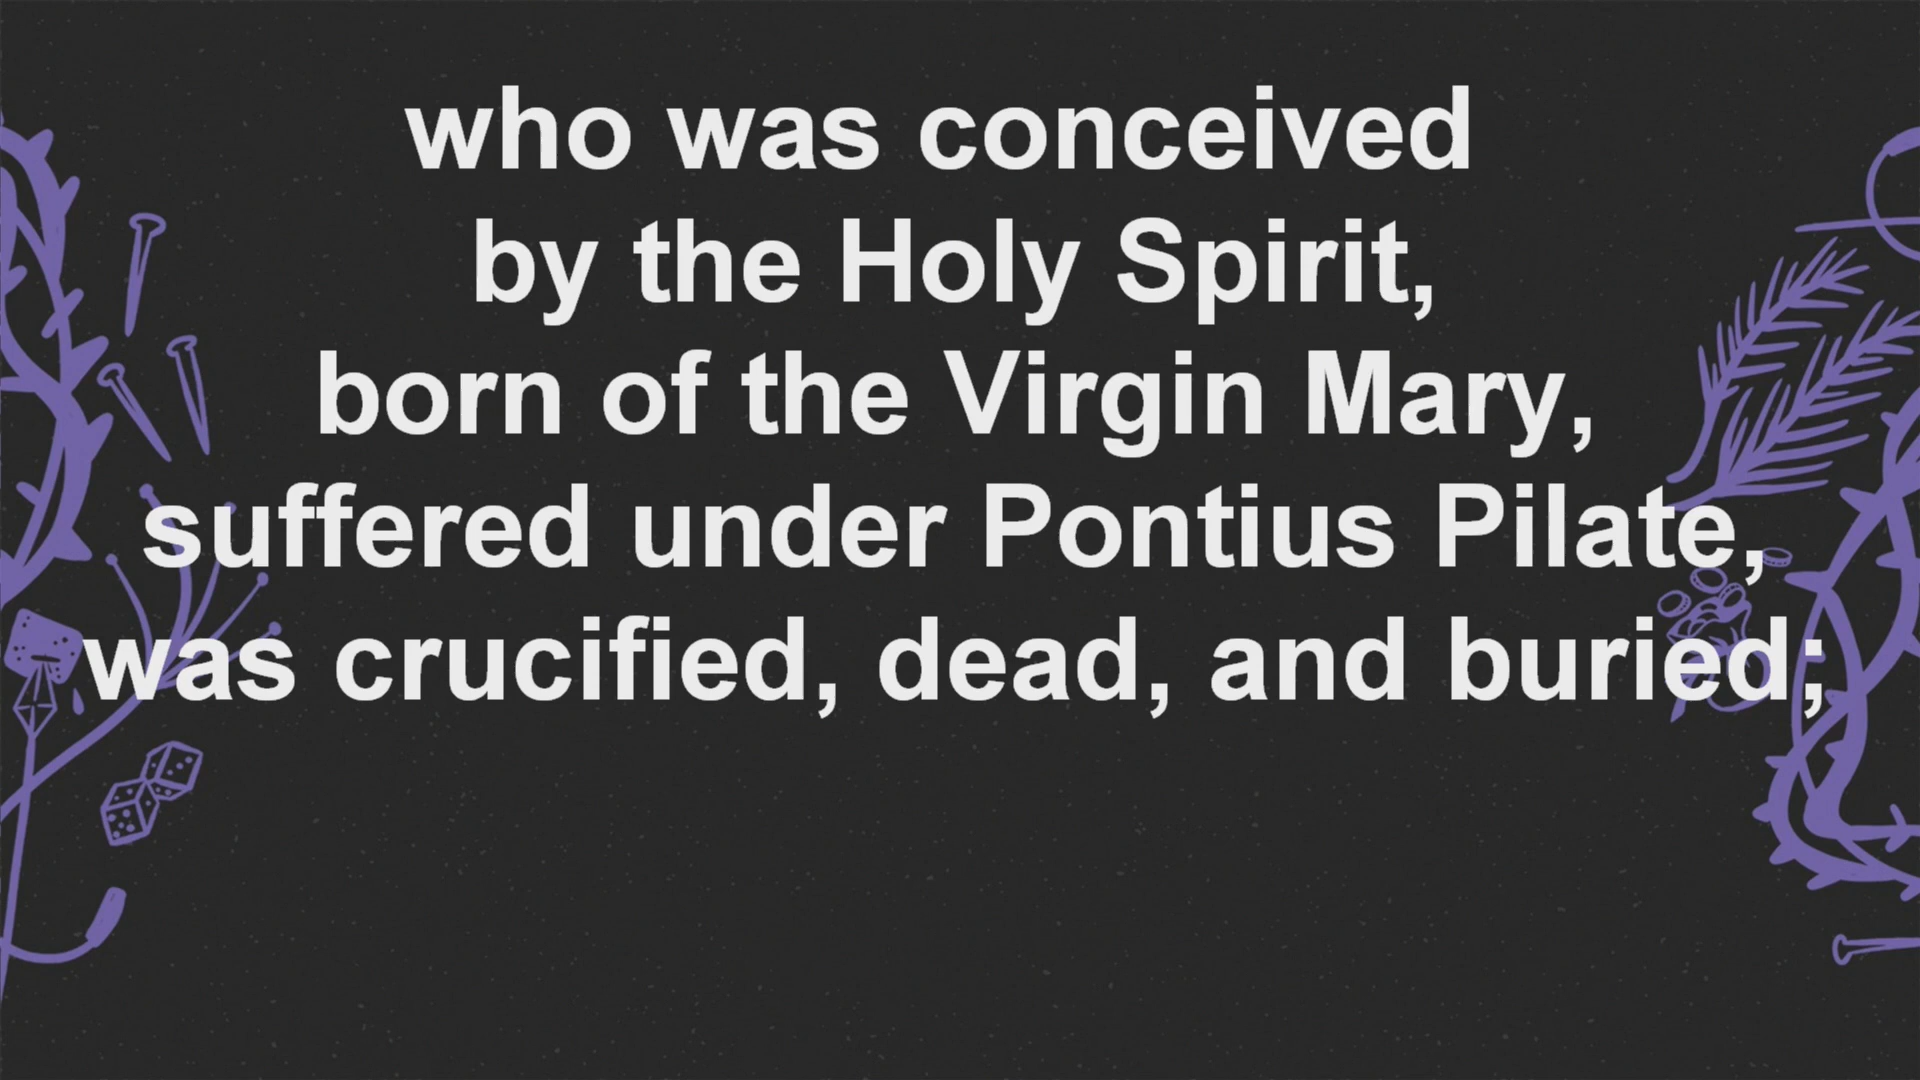 who was conceived
by the Holy Spirit,
born of the Virgin Mary,
suffered under Pontius Pilate,
was crucified, dead, and buried;